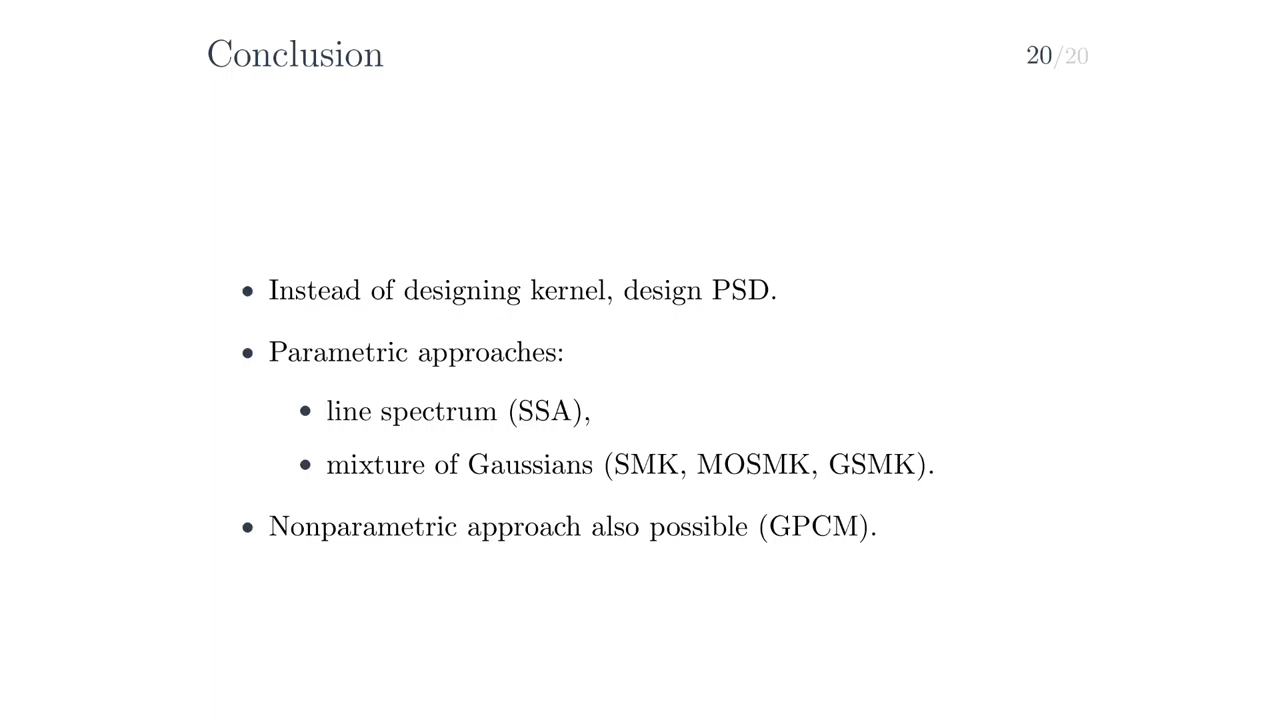 Conclusion 20/20
• Instead of designing kernel, design PSD.
• Parametric approaches:
• line spectrum (SSA),
• mixture of Gaussians (SMK, MOSMK, GSMK).
• Nonparametric approach also possible (GPCM).